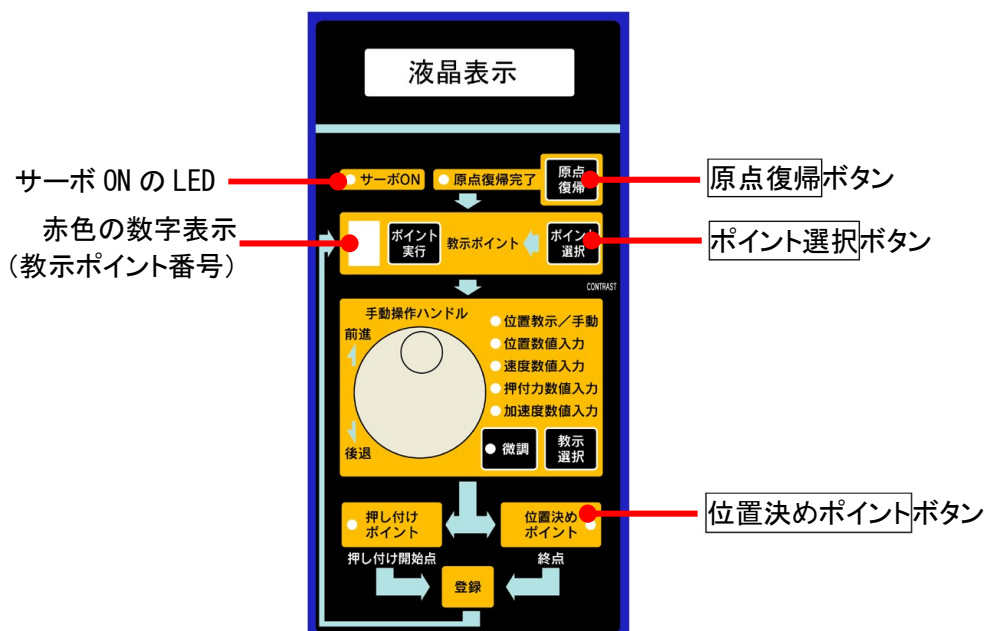 液晶表示
サーボ ON の LED
サーボON
原点復帰完了
原点
復帰
原点復帰ボタン
赤色の数字表示
(教示ポイント番号)
ポイント
実行
教示ポイント
ポイント
選択
ポイント選択ボタン
CONTRAST
手動操作ハンドル
前進
後退
位置教示／手動
位置数値入力
速度数値入力
押付力数値入力
加速度数値入力
微調
教示
選択
押し付け
ポイント
位置決め
ポイント
位置決めポイントボタン
押し付け開始点
終点
登録